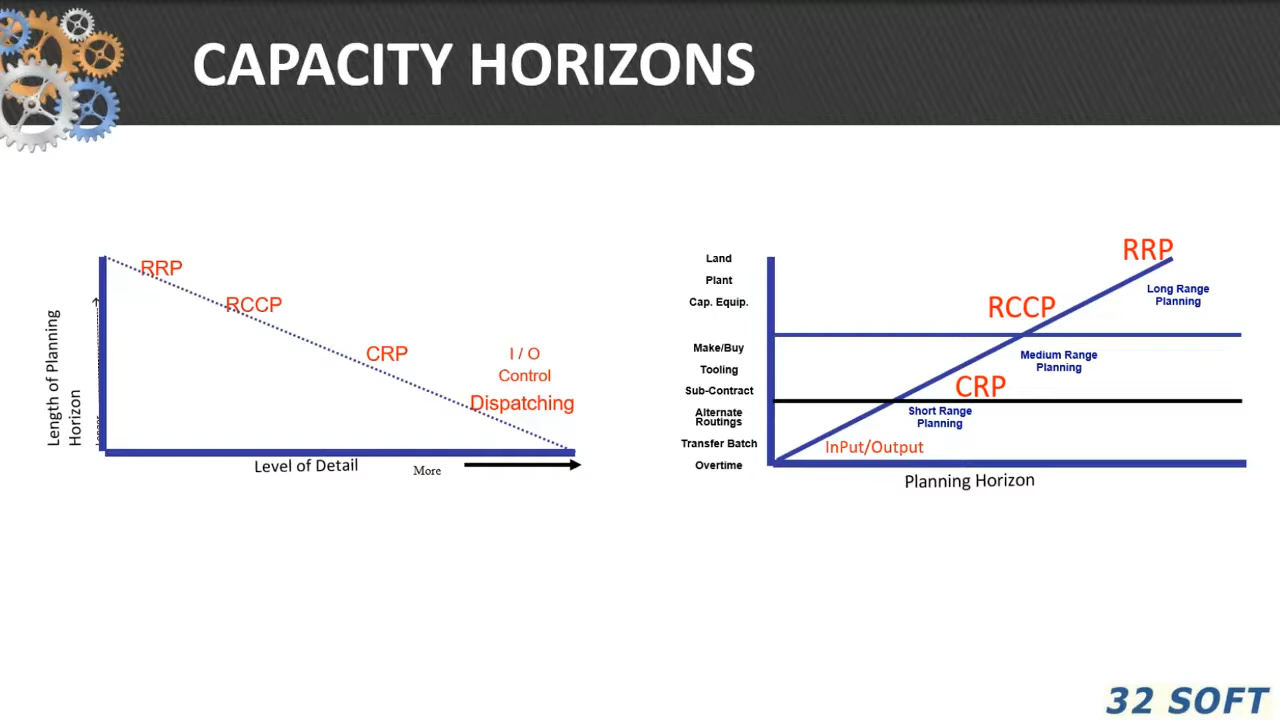 CAPACITY HORIZONS
RRP
RCCP
CRP
I / O
Control
Dispatching
Length of Planning
Horizon
Level of Detail
More
RRP
RCCP
CRP
InPut/Output
Land
Plant
Cap. Equip.
Make/Buy
Tooling
Sub-Contract
Alternate
Routings
Transfer Batch
Overtime
Long Range
Planning
Medium Range
Planning
Short Range
Planning
Planning Horizon
32 SOFT